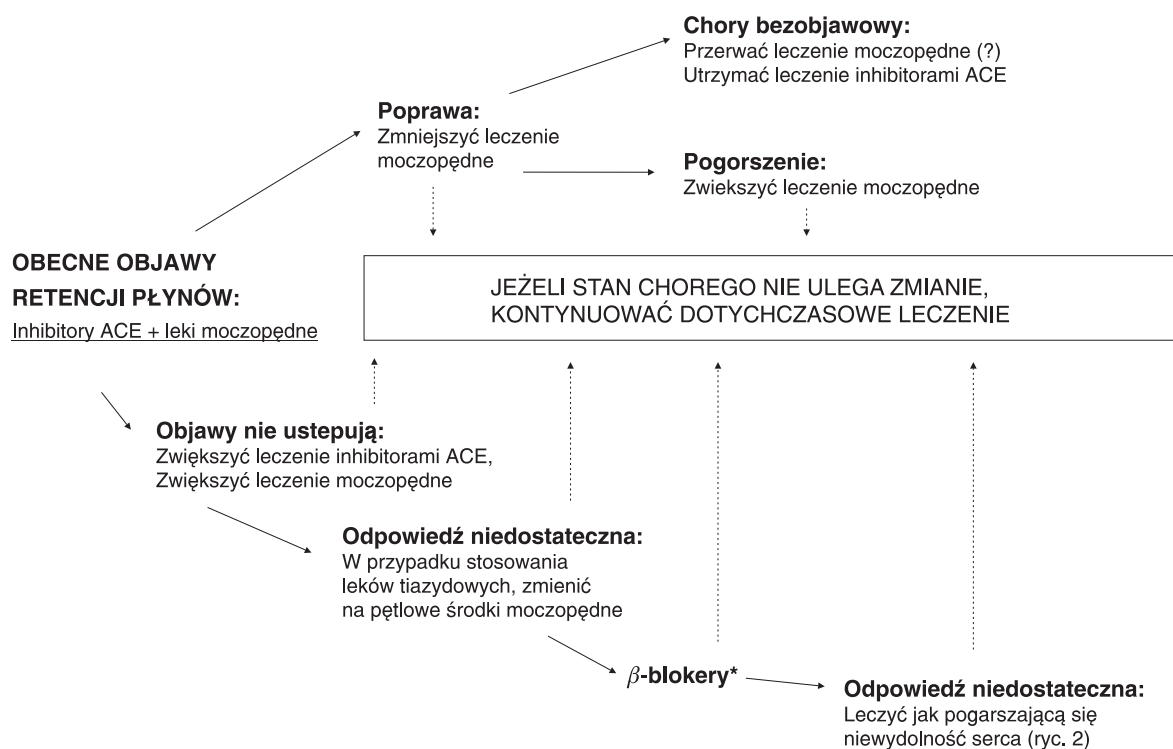 Chory bezobjawowy:
Przerwać leczenie moczopędne (?)
Utrzymać leczenie inhibitorami ACE
Poprawa:
Zmniejszyć leczenie
moczopędne
Pogorszenie:
Zwiekszyć leczenie moczopędne
OBECNE OBJAWY
RETENCJI PŁYNÓW:
Inhibitory ACE + leki moczopędne
JEŻELI STAN CHOREGO NIE ULEGA ZMIANIE,
KONTYNUOWAĆ DOTYCHCZASOWE LECZENIE
Objawy nie ustepują:
Zwiększyć leczenie inhibitorami ACE,
Zwiększyć leczenie moczopędne
Odpowiedź niedostateczna:
W przypadku stosowania
leków tiazydowych, zmienić
na pętlowe środki moczopędne
β-blokery*
Odpowiedź niedostateczna:
Leczyć jak pogarszającą się
niewydolność serca (ryc. 2)